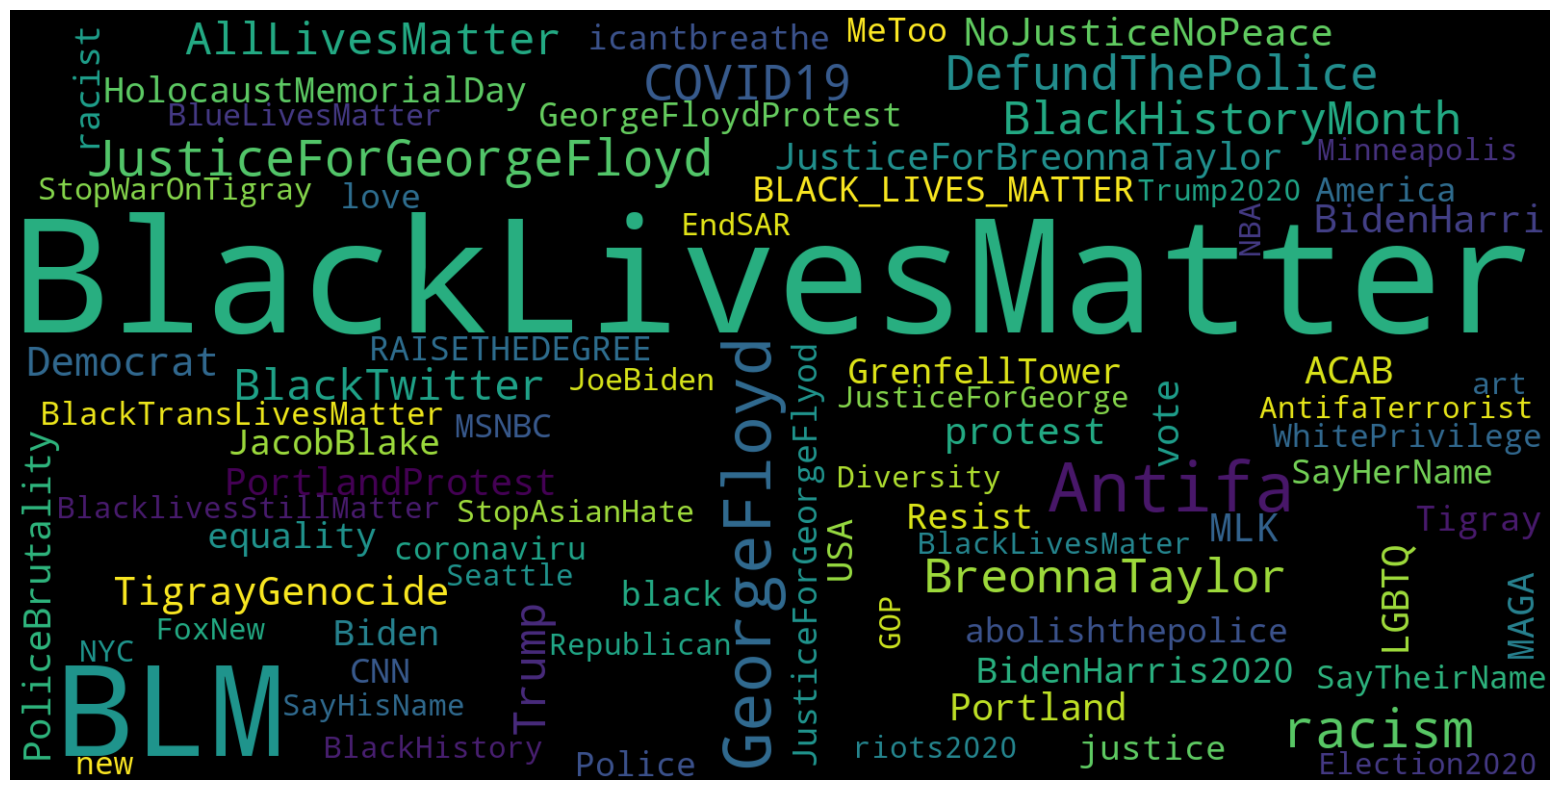 racist
AllLivesMatter
icantbreathe
MeToo
NoJusticeNoPeace
HolocaustMemorialDay
COVID19
DefundThePolice
BlueLivesMatter
GeorgeFloydProtest
BlackHistoryMonth
JusticeForGeorgeFloyd
JusticeForBreonnaTaylor
Minneapolis
StopWarOnTigray
love
BLACK_LIVES_MATTER
Trump2020
America
EndSAR
NBA
BidenHarri
BlackLivesMatter
Democrat
RAISETHEDEGREE
BlackTwitter
JoeBiden
GeorgeFloyd
JusticeForGeorgeFlyod
GrenfellTower
ACAB
art
JusticeForGeorge
vote
AntifaTerrorist
BlackTransLivesMatter
MSNBC
JacobBlake
protest
WhitePrivilege
PoliceBrutality
PortlandProtest
Diversity
Antifa
SayHerName
BlacklivesStillMatter
StopAsianHate
Resist
MLK
Tigray
equality
coronaviru
USA
BlackLivesMater
Seattle
BreonnaTaylor
LGBTQ
MAGA
TigrayGenocide
black
FoxNew
Biden
Trump
GOP
abolishthepolice
NYC
Republican
BLM
CNN
BidenHarris2020
SayTheirName
SayHisName
Portland
racism
BlackHistory
riots2020
justice
new
Police
Election2020